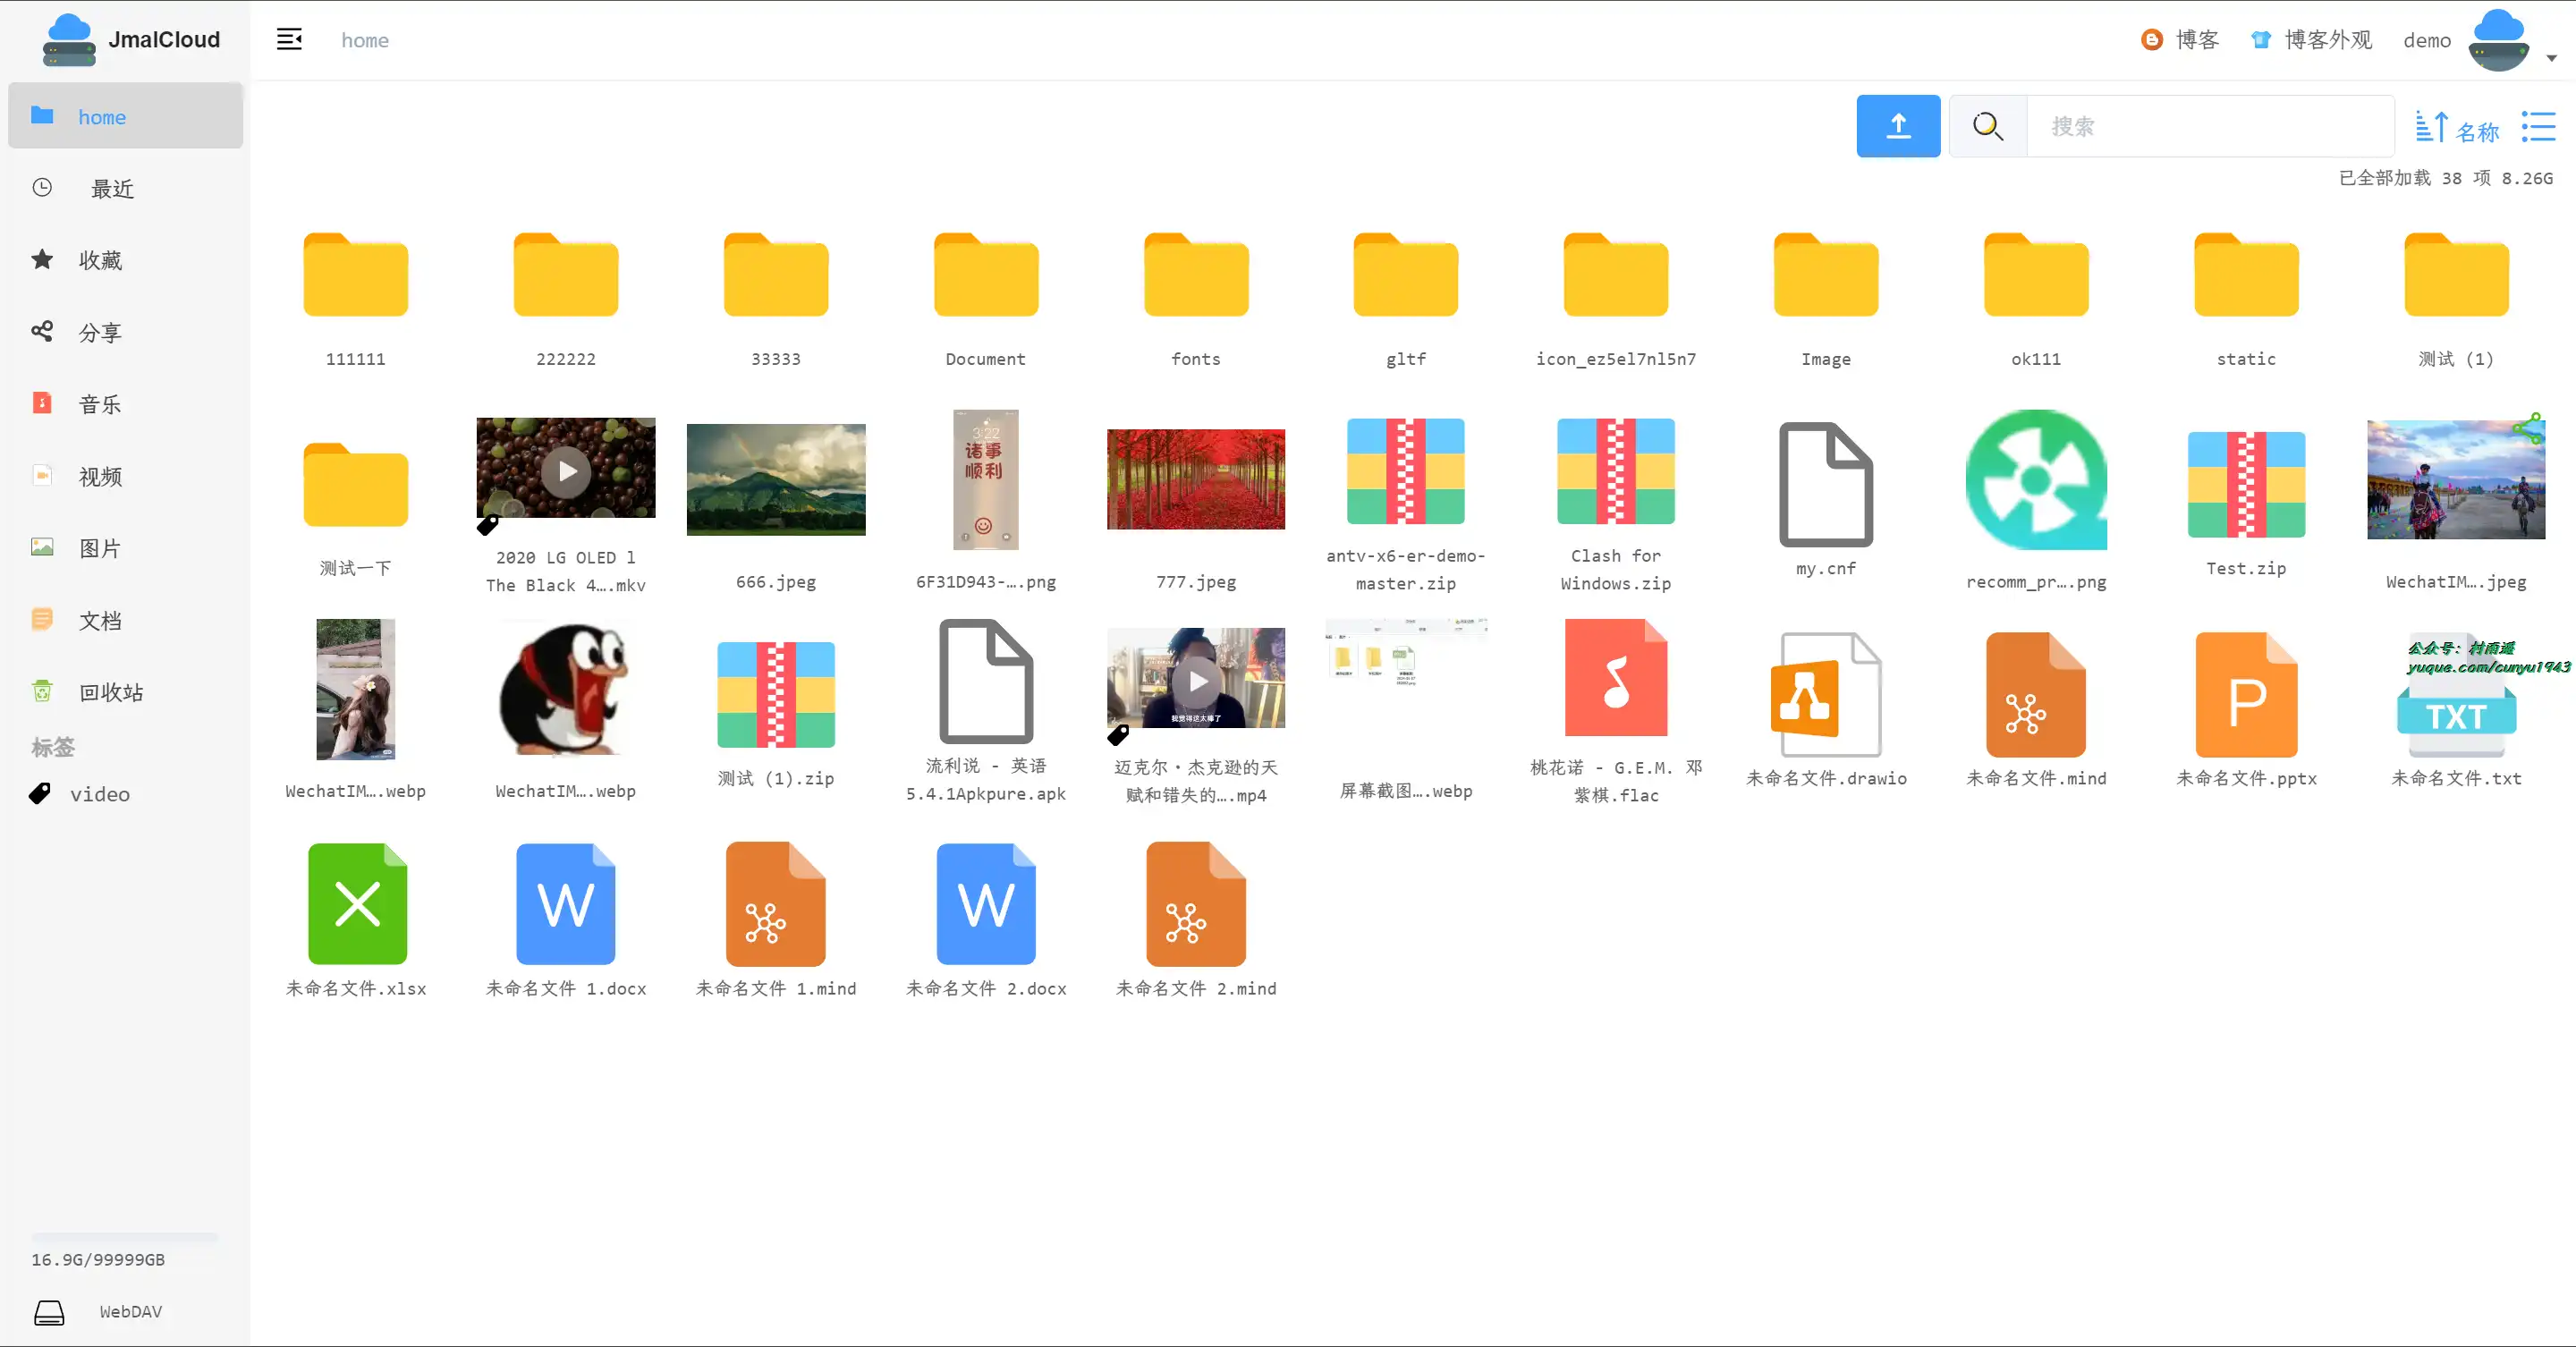 JmalCloud
home
博客
博客外观
demo
home
最近
收藏
分享
音乐
视频
图片
文档
回收站
标签
video
16.9G/99999GB
WebDAV
搜索
名称
已全部加载 38 项 8.26G
111111
222222
33333
Document
fonts
gltf
icon_ez5el7nl5n7
Image
ok111
static
测试 (1)
3:22
诸事
顺利
测试一下
2020 LG OLED l
The Black 4….mkv
666.jpeg
6F31D943-….png
777.jpeg
antv-x6-er-demo-
master.zip
Clash for
Windows.zip
my.cnf
recomm_pr….png
Test.zip
WechatIM….jpeg
我觉得这太棒了
P
公众号：村雨遥
yuque.com/cunyu1943
TXT
WechatIM….webp
WechatIM….webp
测试 (1).zip
流利说 - 英语
5.4.1Apkpure.apk
迈克尔·杰克逊的天
赋和错失的….mp4
屏幕截图….webp
桃花诺 - G.E.M. 邓
紫棋.flac
未命名文件.drawio
未命名文件.mind
未命名文件.pptx
未命名文件.txt
X
W
W
未命名文件.xlsx
未命名文件 1.docx
未命名文件 1.mind
未命名文件 2.docx
未命名文件 2.mind